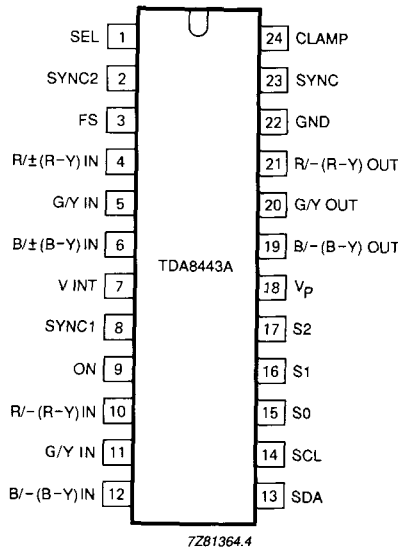 SEL 1
SYNC2 2
FS 3
R/±(R-Y) IN 4
G/Y IN 5
B/±(B-Y) IN 6
V INT 7
SYNC1 8
ON 9
R/-(R-Y) IN 10
G/Y IN 11
B/-(B-Y) IN 12
TDA8443A
24 CLAMP
23 SYNC
22 GND
21 R/-(R-Y) OUT
20 G/Y OUT
19 B/-(B-Y) OUT
18 VP
17 S2
16 S1
15 S0
14 SCL
13 SDA
7Z81364.4